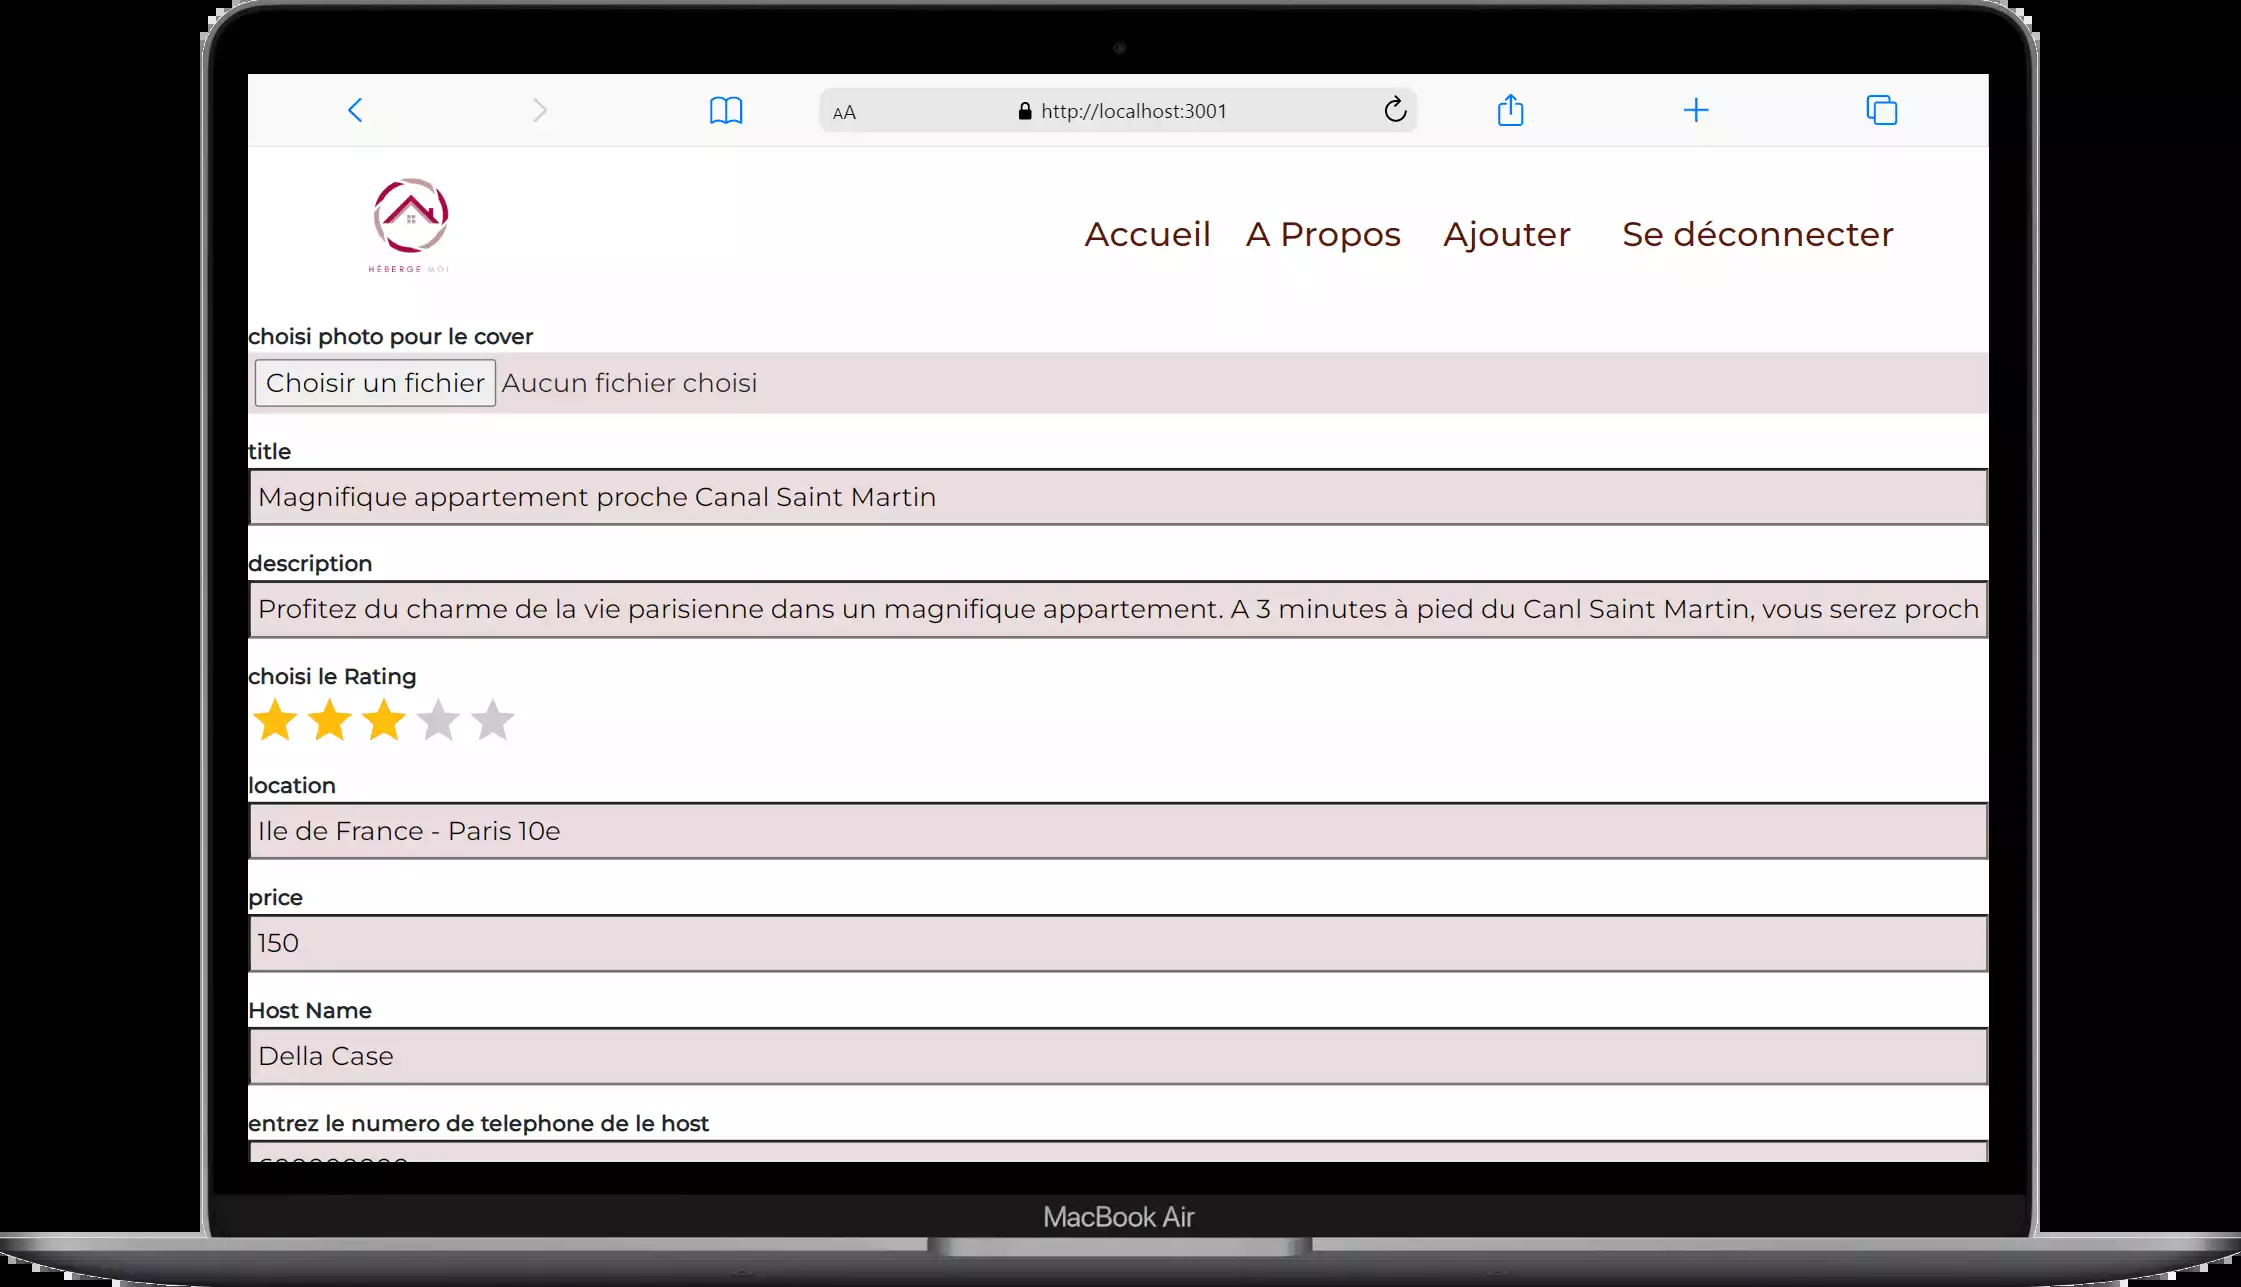 AA http://localhost:3001
HÉBERGE MOI
Accueil A Propos Ajouter Se déconnecter
choisi photo pour le cover
Choisir un fichier Aucun fichier choisi
title
Magnifique appartement proche Canal Saint Martin
description
Profitez du charme de la vie parisienne dans un magnifique appartement. A 3 minutes à pied du Canl Saint Martin, vous serez proch
choisi le Rating
location
Ile de France - Paris 10e
price
150
Host Name
Della Case
entrez le numero de telephone de le host
MacBook Air